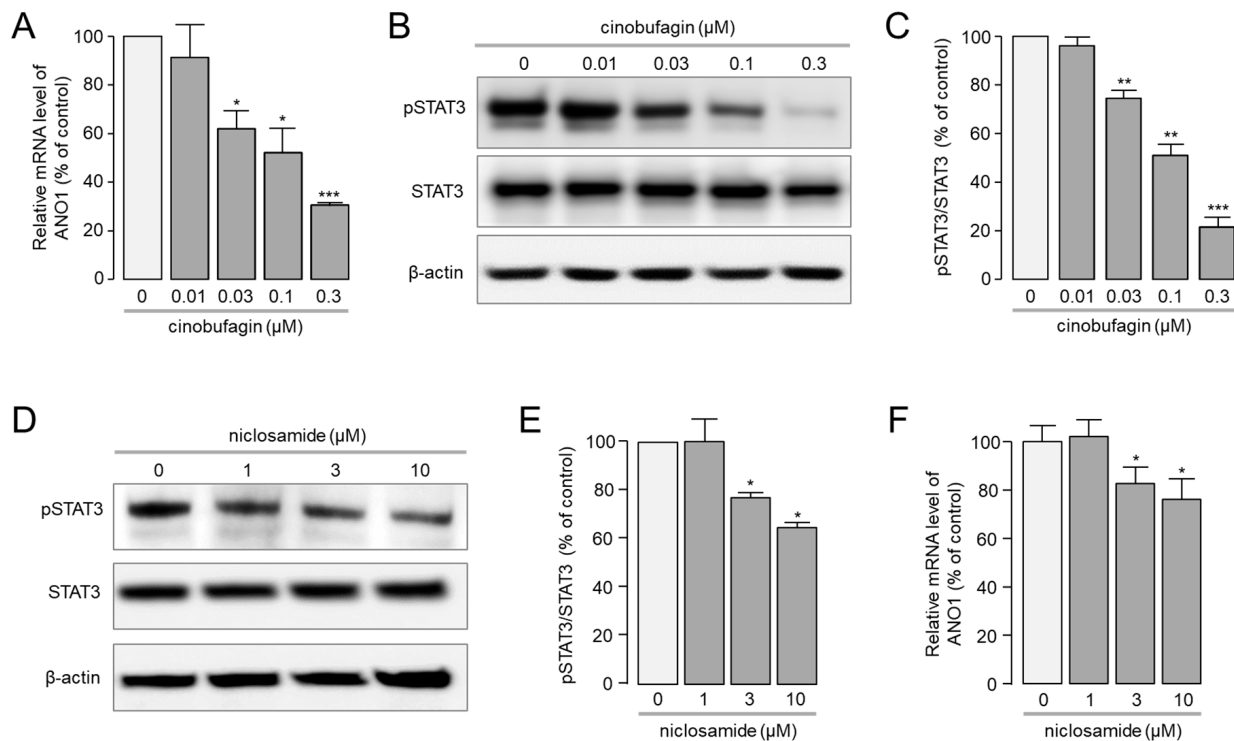 A
Relative mRNA level of
ANO1 (% of control)
100
80
60
40
20
0
*
*
***
0 0.01 0.03 0.1 0.3
cinobufagin (µM)
B
cinobufagin (µM)
0 0.01 0.03 0.1 0.3
pSTAT3
STAT3
β-actin
C
pSTAT3/STAT3 (% of control)
100
80
60
40
20
0
**
**
***
0 0.01 0.03 0.1 0.3
cinobufagin (µM)
D
niclosamide (µM)
0 1 3 10
pSTAT3
STAT3
β-actin
E
pSTAT3/STAT3 (% of control)
100
80
60
40
20
0
*
*
0 1 3 10
niclosamide (µM)
F
Relative mRNA level of
ANO1 (% of control)
100
80
60
40
20
0
*
*
0 1 3 10
niclosamide (µM)